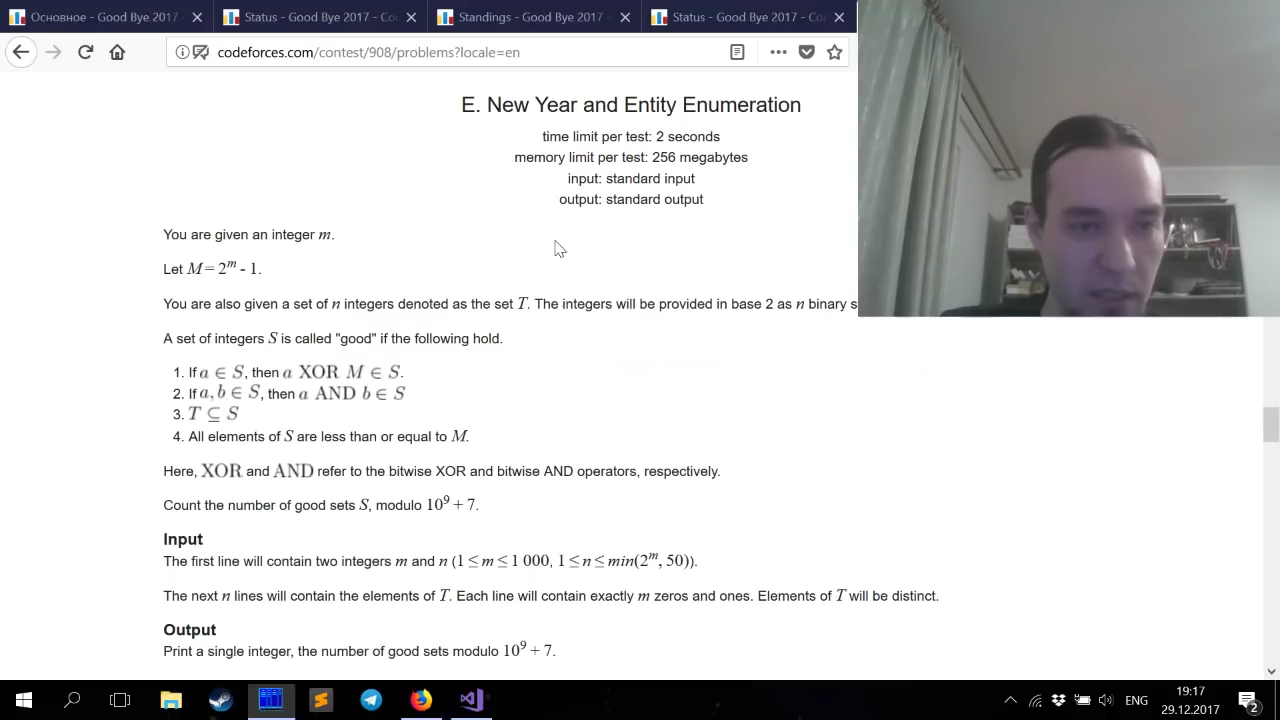 Основное - Good Bye 2017 - Status - Good Bye 2017 - Co Standings - Good Bye 2017 - Status - Good Bye 2017 - Co
codeforces.com/contest/908/problems?locale=en
E. New Year and Entity Enumeration
time limit per test: 2 seconds
memory limit per test: 256 megabytes
input: standard input
output: standard output
You are given an integer m.
Let M = 2^m - 1.
You are also given a set of n integers denoted as the set T. The integers will be provided in base 2 as n binary s
A set of integers S is called "good" if the following hold.
1. If a ∈ S, then a XOR M ∈ S.
2. If a, b ∈ S, then a AND b ∈ S
3. T ⊆ S
4. All elements of S are less than or equal to M.
Here, XOR and AND refer to the bitwise XOR and bitwise AND operators, respectively.
Count the number of good sets S, modulo 10^9 + 7.
Input
The first line will contain two integers m and n (1 ≤ m ≤ 1 000, 1 ≤ n ≤ min(2^m, 50)).
The next n lines will contain the elements of T. Each line will contain exactly m zeros and ones. Elements of T will be distinct.
Output
Print a single integer, the number of good sets modulo 10^9 + 7.
ENG 19:17
29.12.2017 2